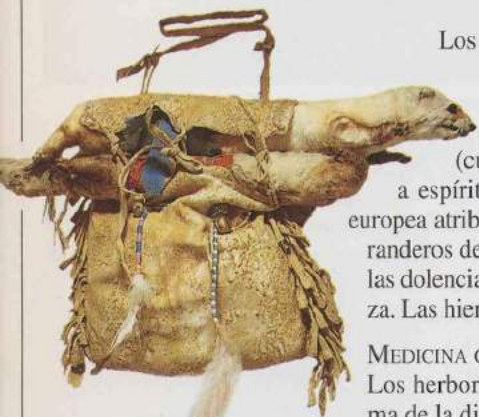 Los
(cu
a espírit
europea atrib
randeros de
las dolencia
za. Las hier
MEDICINA
Los herbor
ma de la di